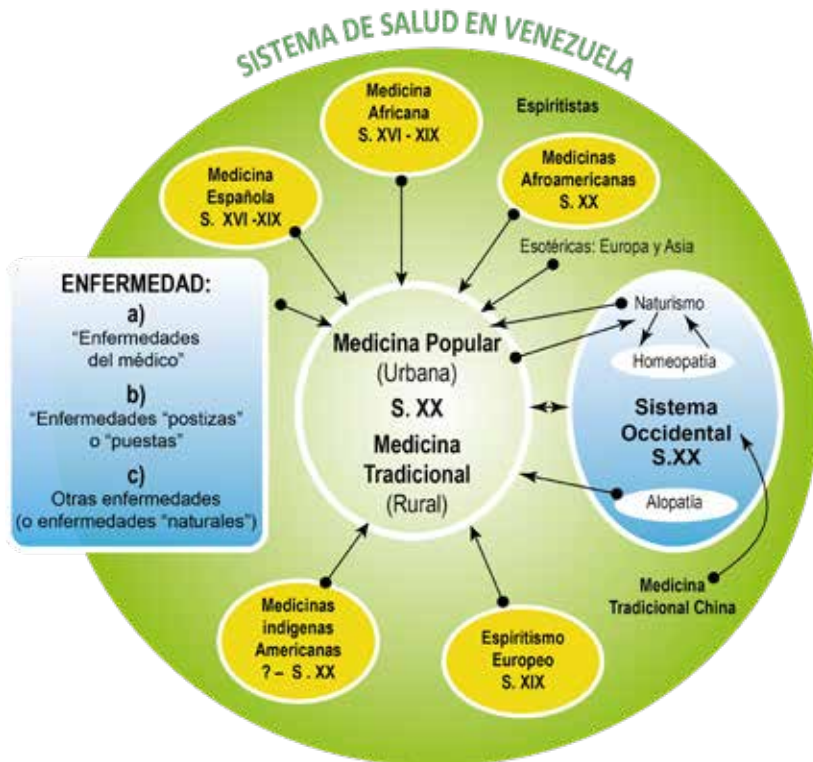 SISTEMA DE SALUD EN VENEZUELA
Medicina
Africana
S. XVI - XIX
Espiritistas
Medicina
Española
S. XVI -XIX
Medicinas
Afroamericanas
S. XX
Esotéricas: Europa y Asia
ENFERMEDAD:
a)
"Enfermedades
del médico"
b)
"Enfermedades "postizas"
o "puestas"
c)
Otras enfermedades
(o enfermedades "naturales")
Medicina Popular
(Urbana)
S. XX
Medicina
Tradicional
(Rural)
Naturismo
Homeopatía
Sistema
Occidental
S.XX
Alopatía
Medicina
Tradicional China
Medicinas
indígenas
Americanas
? – S . XX
Espiritismo
Europeo
S. XIX